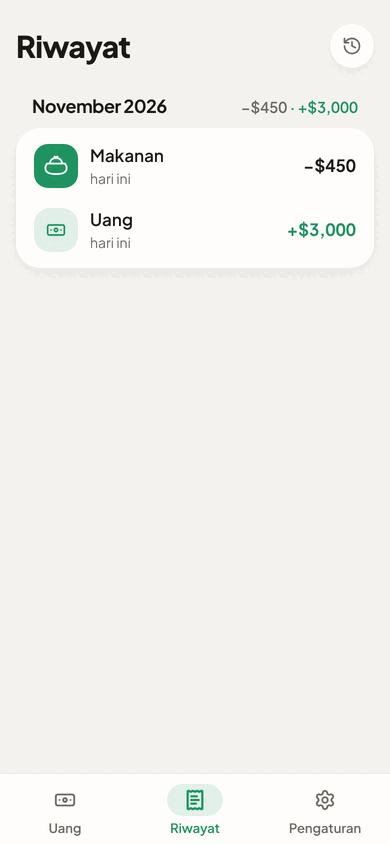 Riwayat
November 2026
−$450 · +$3,000
Makanan
hari ini
−$450
Uang
hari ini
+$3,000
Uang
Riwayat
Pengaturan